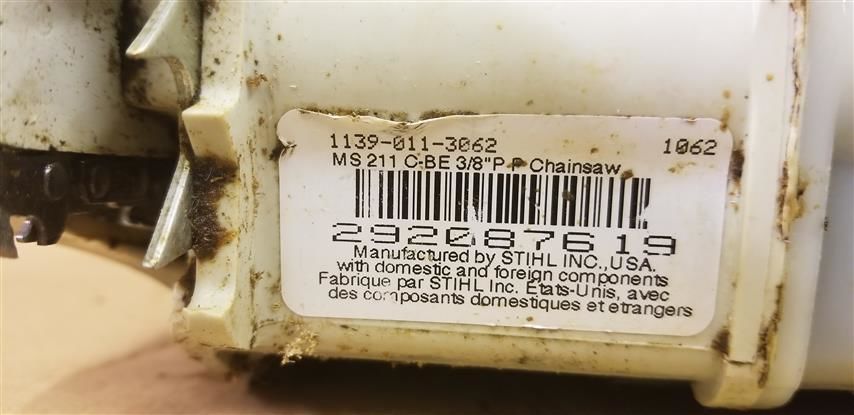 1139-011-3062 1062
MS 211 C-BE 3/8"P P Chainsaw
292087619
Manufactured by STIHL INC., USA.
with domestic and foreign components
Fabrique par STIHL Inc. Etats-Unis, avec
des composants domestiques et etrangers